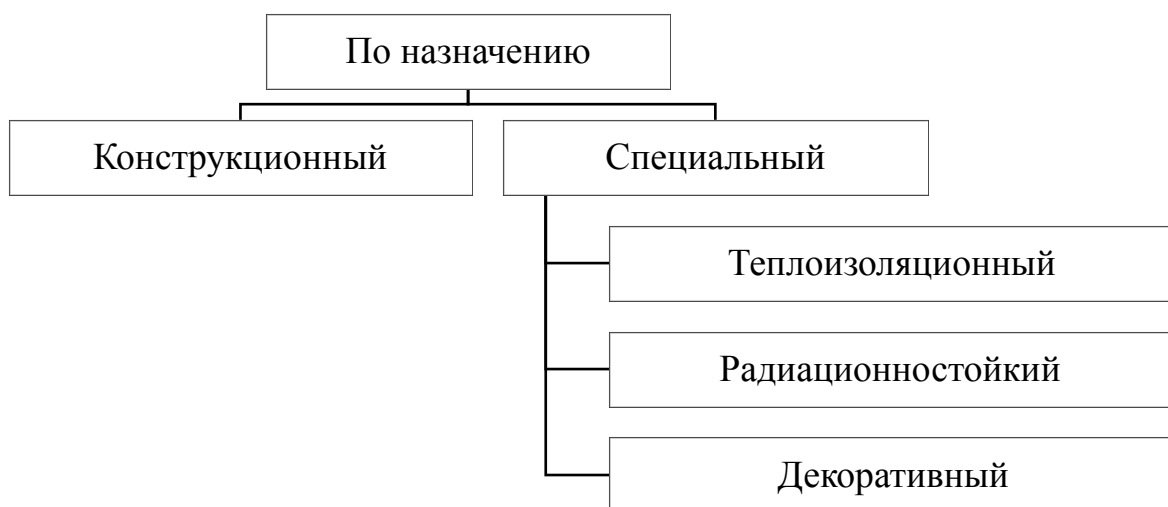 По назначению
Конструкционный
Специальный
Теплоизоляционный
Радиационностойкий
Декоративный